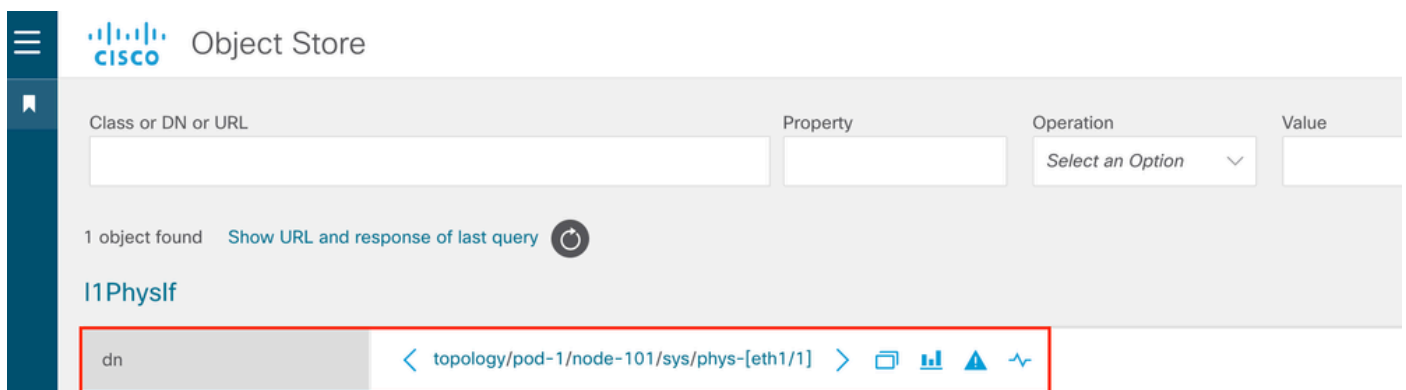 CISCO Object Store
Class or DN or URL Property Operation Value
Select an Option
1 object found Show URL and response of last query
l1PhysIf
dn topology/pod-1/node-101/sys/phys-[eth1/1]